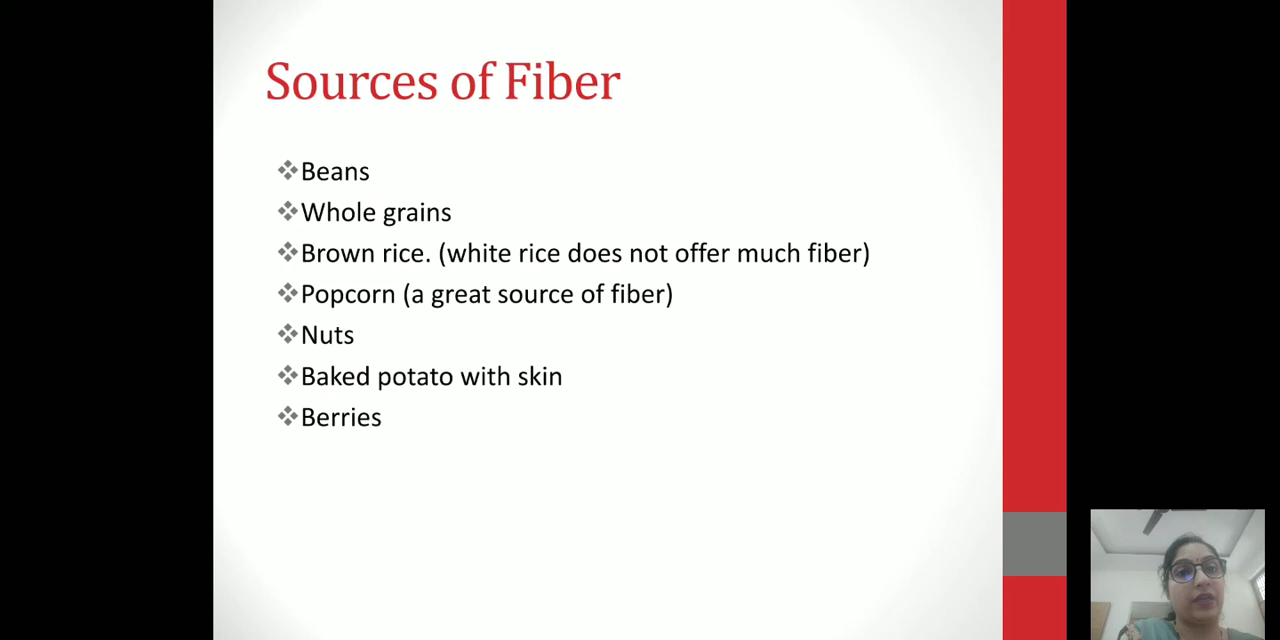 Sources of Fiber
Beans
Whole grains
Brown rice. (white rice does not offer much fiber)
Popcorn (a great source of fiber)
Nuts
Baked potato with skin
Berries